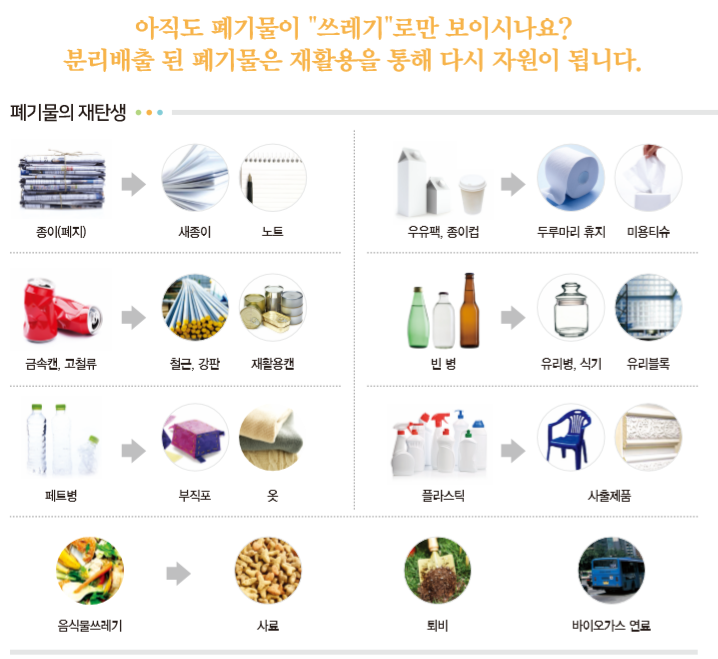 아직도 폐기물이 "쓰레기"로만 보이시나요?
분리배출 된 폐기물은 재활용을 통해 다시 자원이 됩니다.
폐기물의 재탄생
종이(폐지)
새종이
노트
우유팩, 종이컵
두루마리 휴지
미용티슈
금속캔, 고철류
철근, 강판
재활용캔
빈 병
유리병, 식기
유리블록
페트병
부직포
옷
플라스틱
사출제품
음식물쓰레기
사료
퇴비
바이오가스 연료